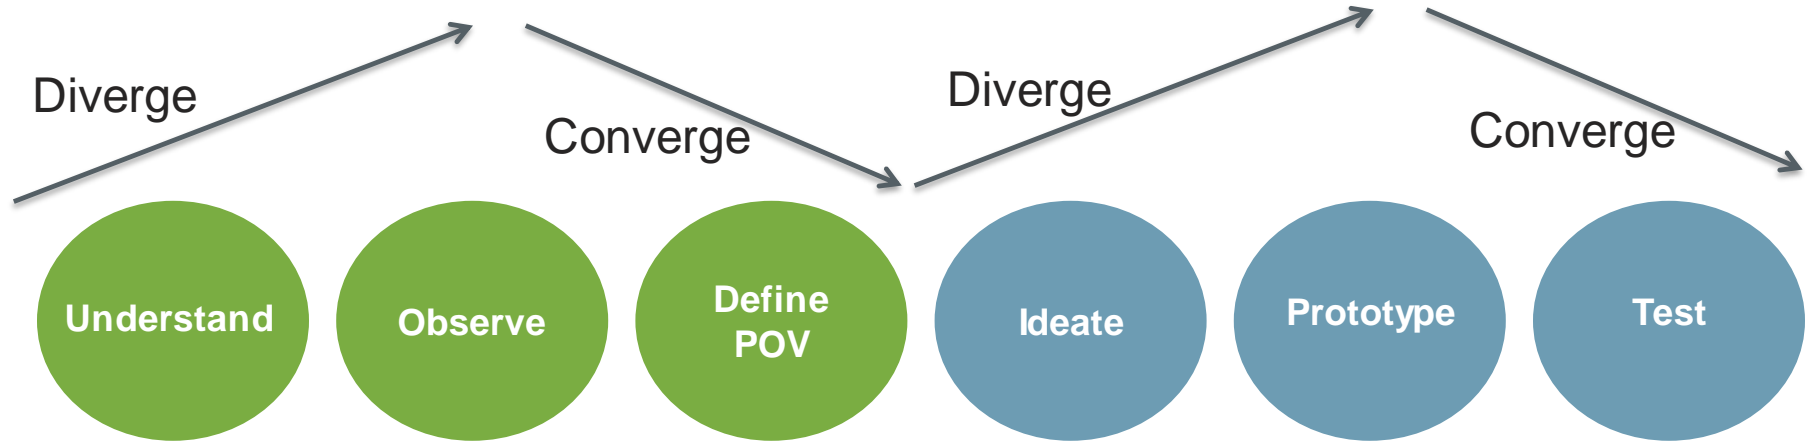 Diverge
Converge
Diverge
Converge
Understand
Observe
Define
POV
Ideate
Prototype
Test